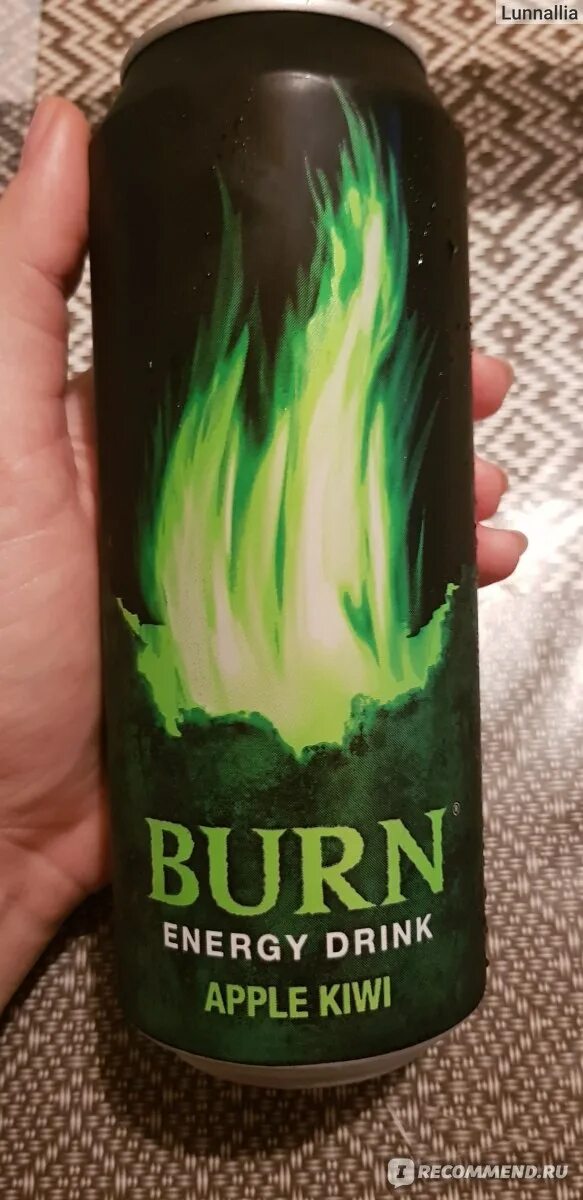 Lunnallia
BURN®
ENERGY DRINK
APPLE KIWI
I RECOMMEND.RU